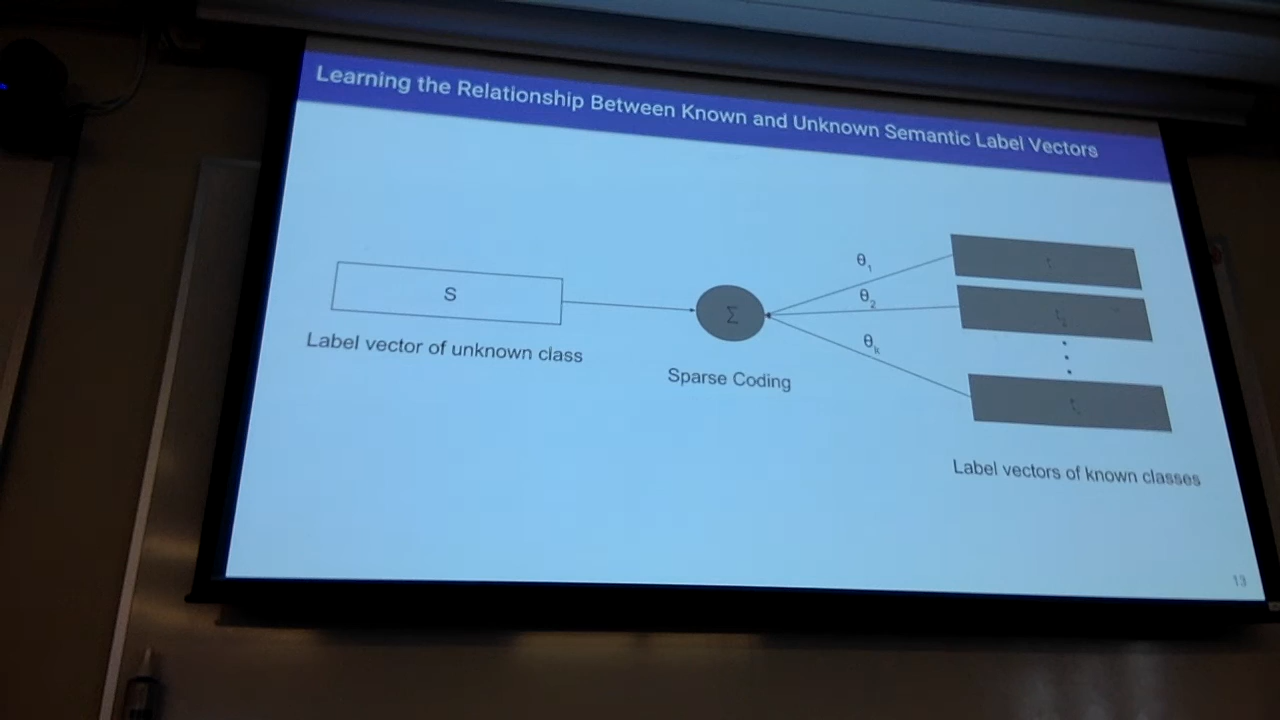 Learning the Relationship Between Known and Unknown Semantic Label Vectors
S
Label vector of unknown class
Σ
Sparse Coding
θ1
θ2
θk
Label vectors of known classes
13